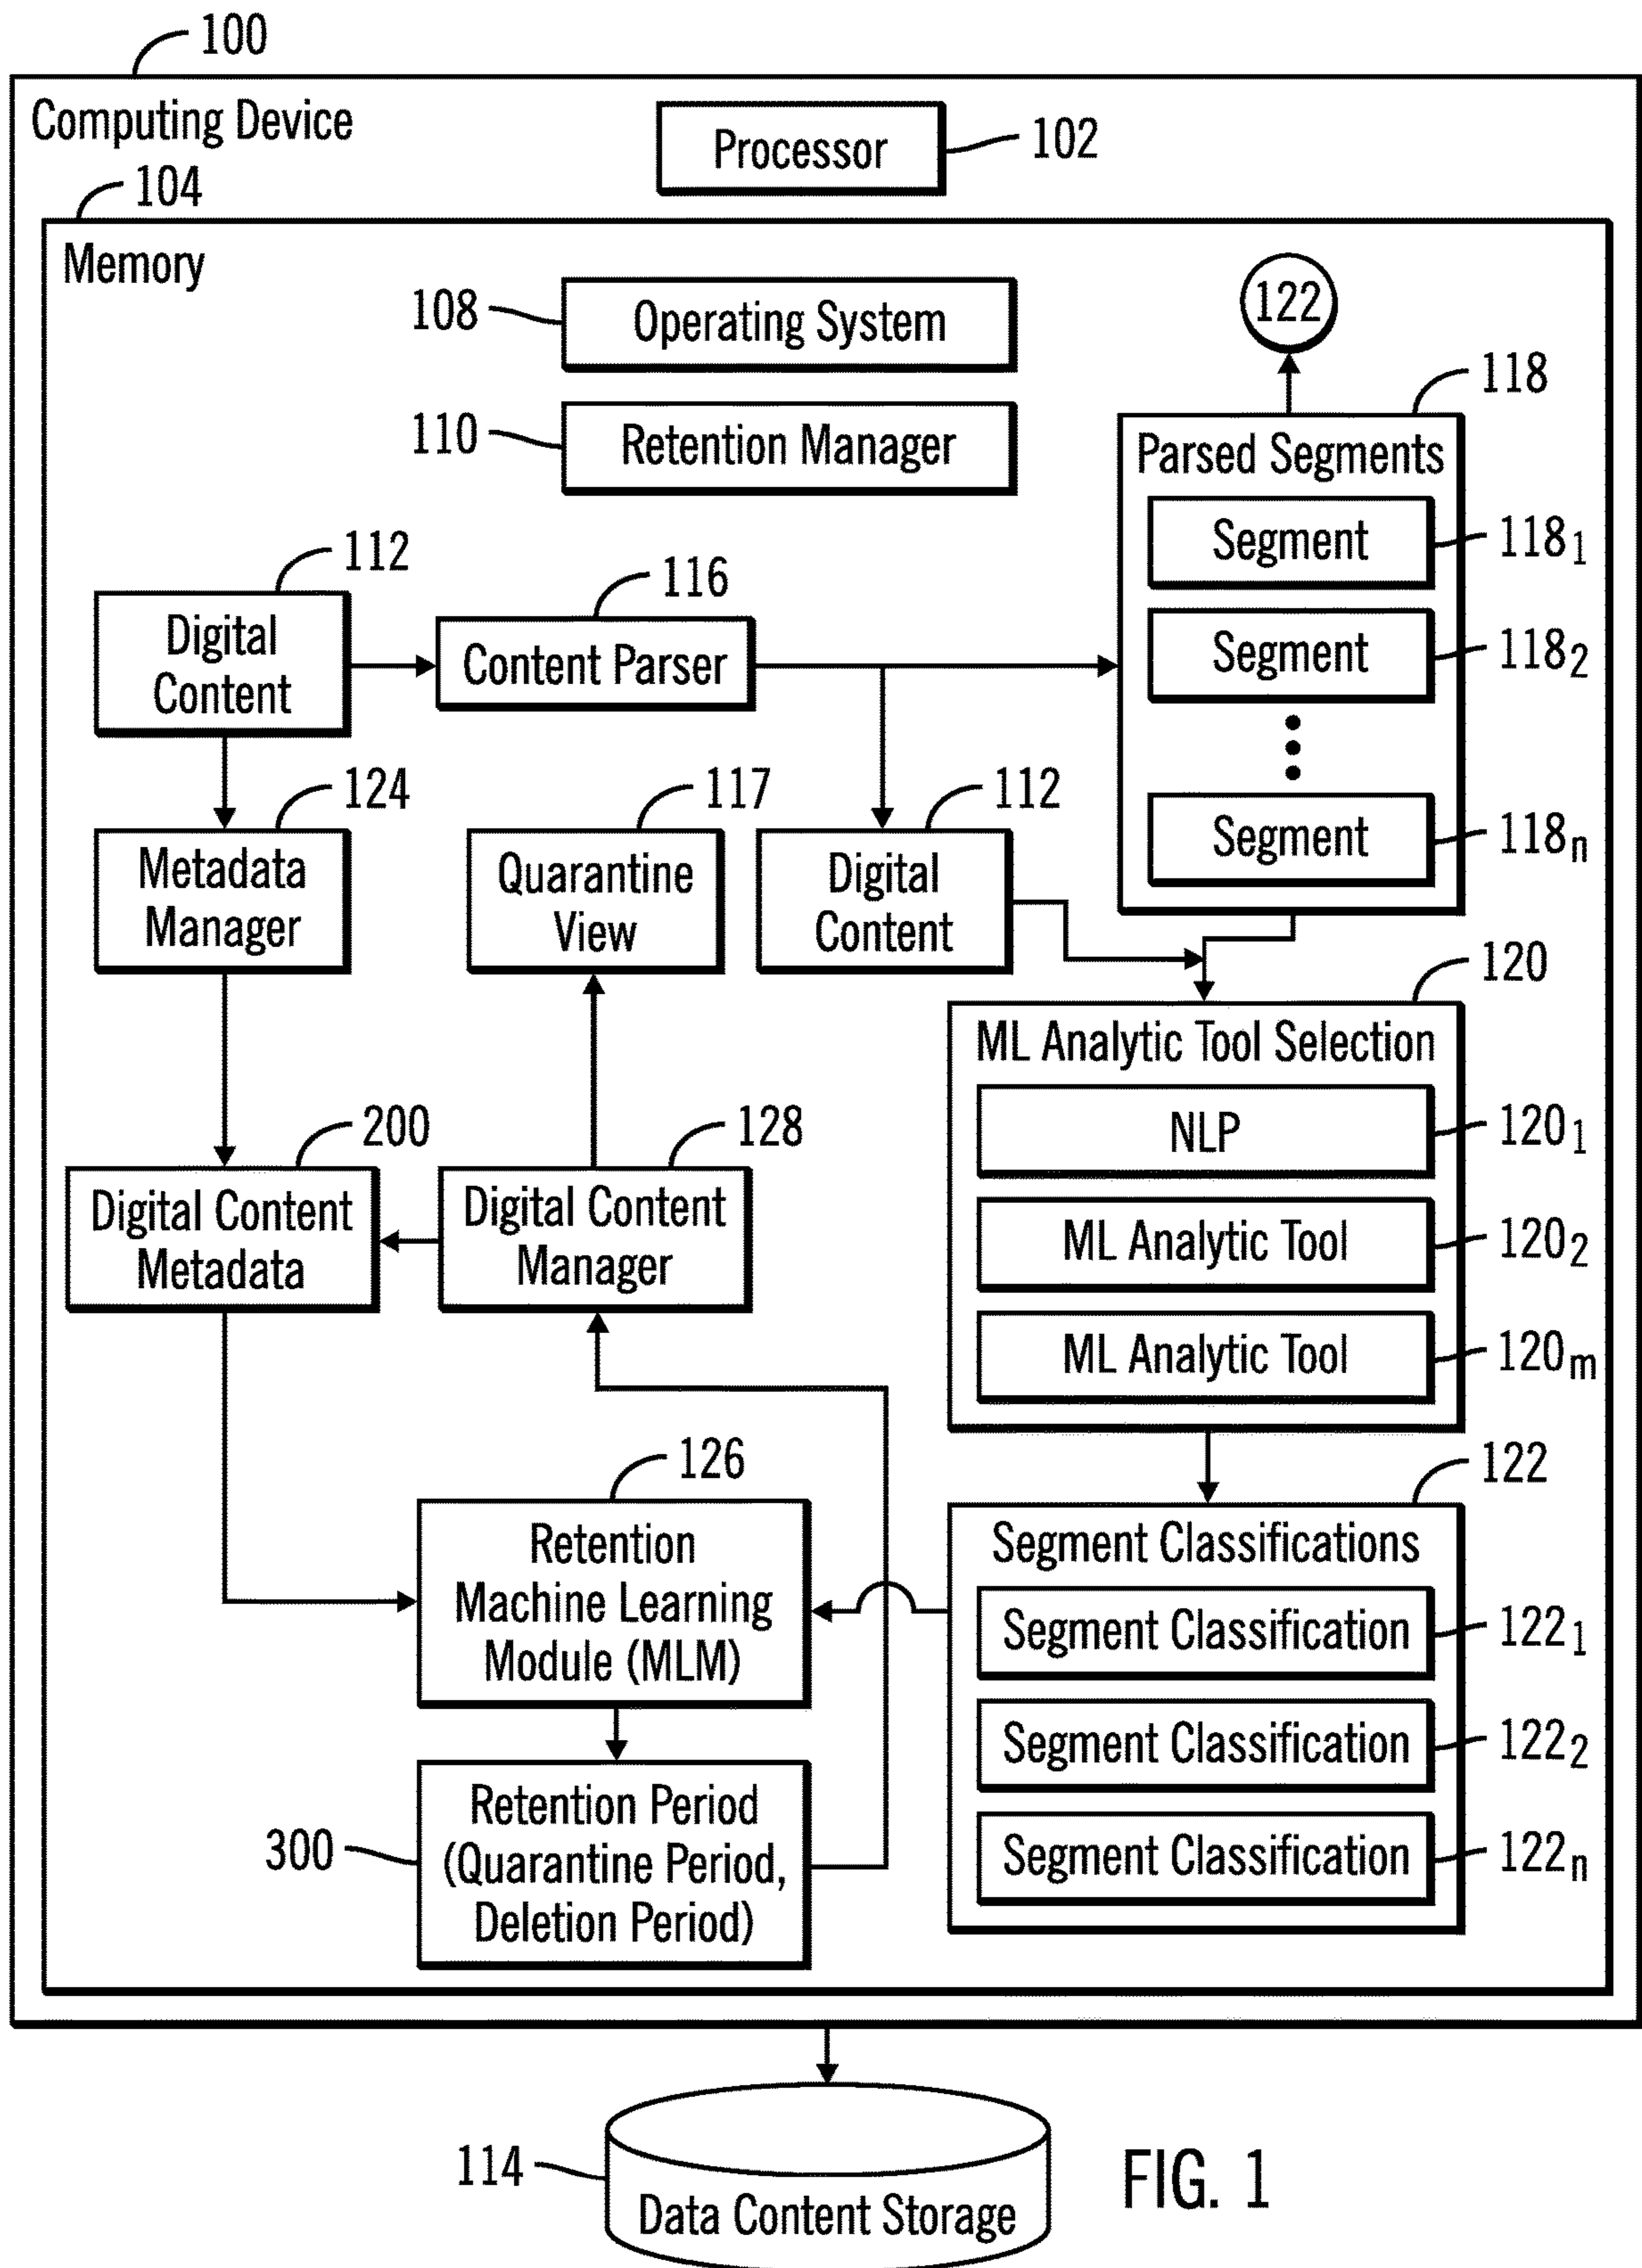 100
Computing Device
Processor
102
104
Memory
108
Operating System
122
110
Retention Manager
118
Parsed Segments
Segment
118₁
Segment
118₂
Segment
118ₙ
112
Digital
Content
116
Content Parser
124
Metadata
Manager
117
Quarantine
View
112
Digital
Content
120
ML Analytic Tool Selection
NLP
120₁
ML Analytic Tool
120₂
ML Analytic Tool
120ₘ
200
Digital Content
Metadata
128
Digital Content
Manager
126
Retention
Machine Learning
Module (MLM)
122
Segment Classifications
Segment Classification
122₁
Segment Classification
122₂
Segment Classification
122ₙ
300
Retention Period
(Quarantine Period,
Deletion Period)
114
Data Content Storage
FIG. 1